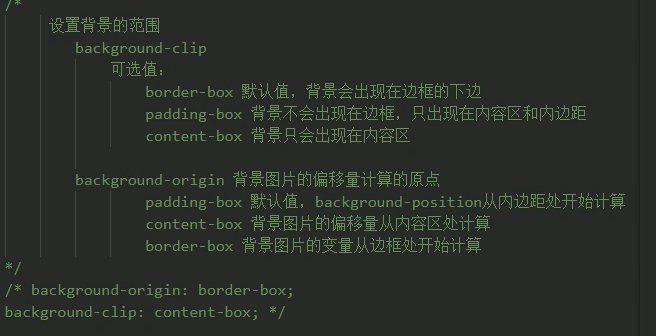 /*
设置背景的范围
background-clip
可选值：
border-box 默认值，背景会出现在边框的下边
padding-box 背景不会出现在边框，只出现在内容区和内边距
content-box 背景只会出现在内容区
background-origin 背景图片的偏移量计算的原点
padding-box 默认值，background-position从内边距处开始计算
content-box 背景图片的偏移量从内容区处计算
border-box 背景图片的变量从边框处开始计算
*/
/* background-origin: border-box;
background-clip: content-box; */